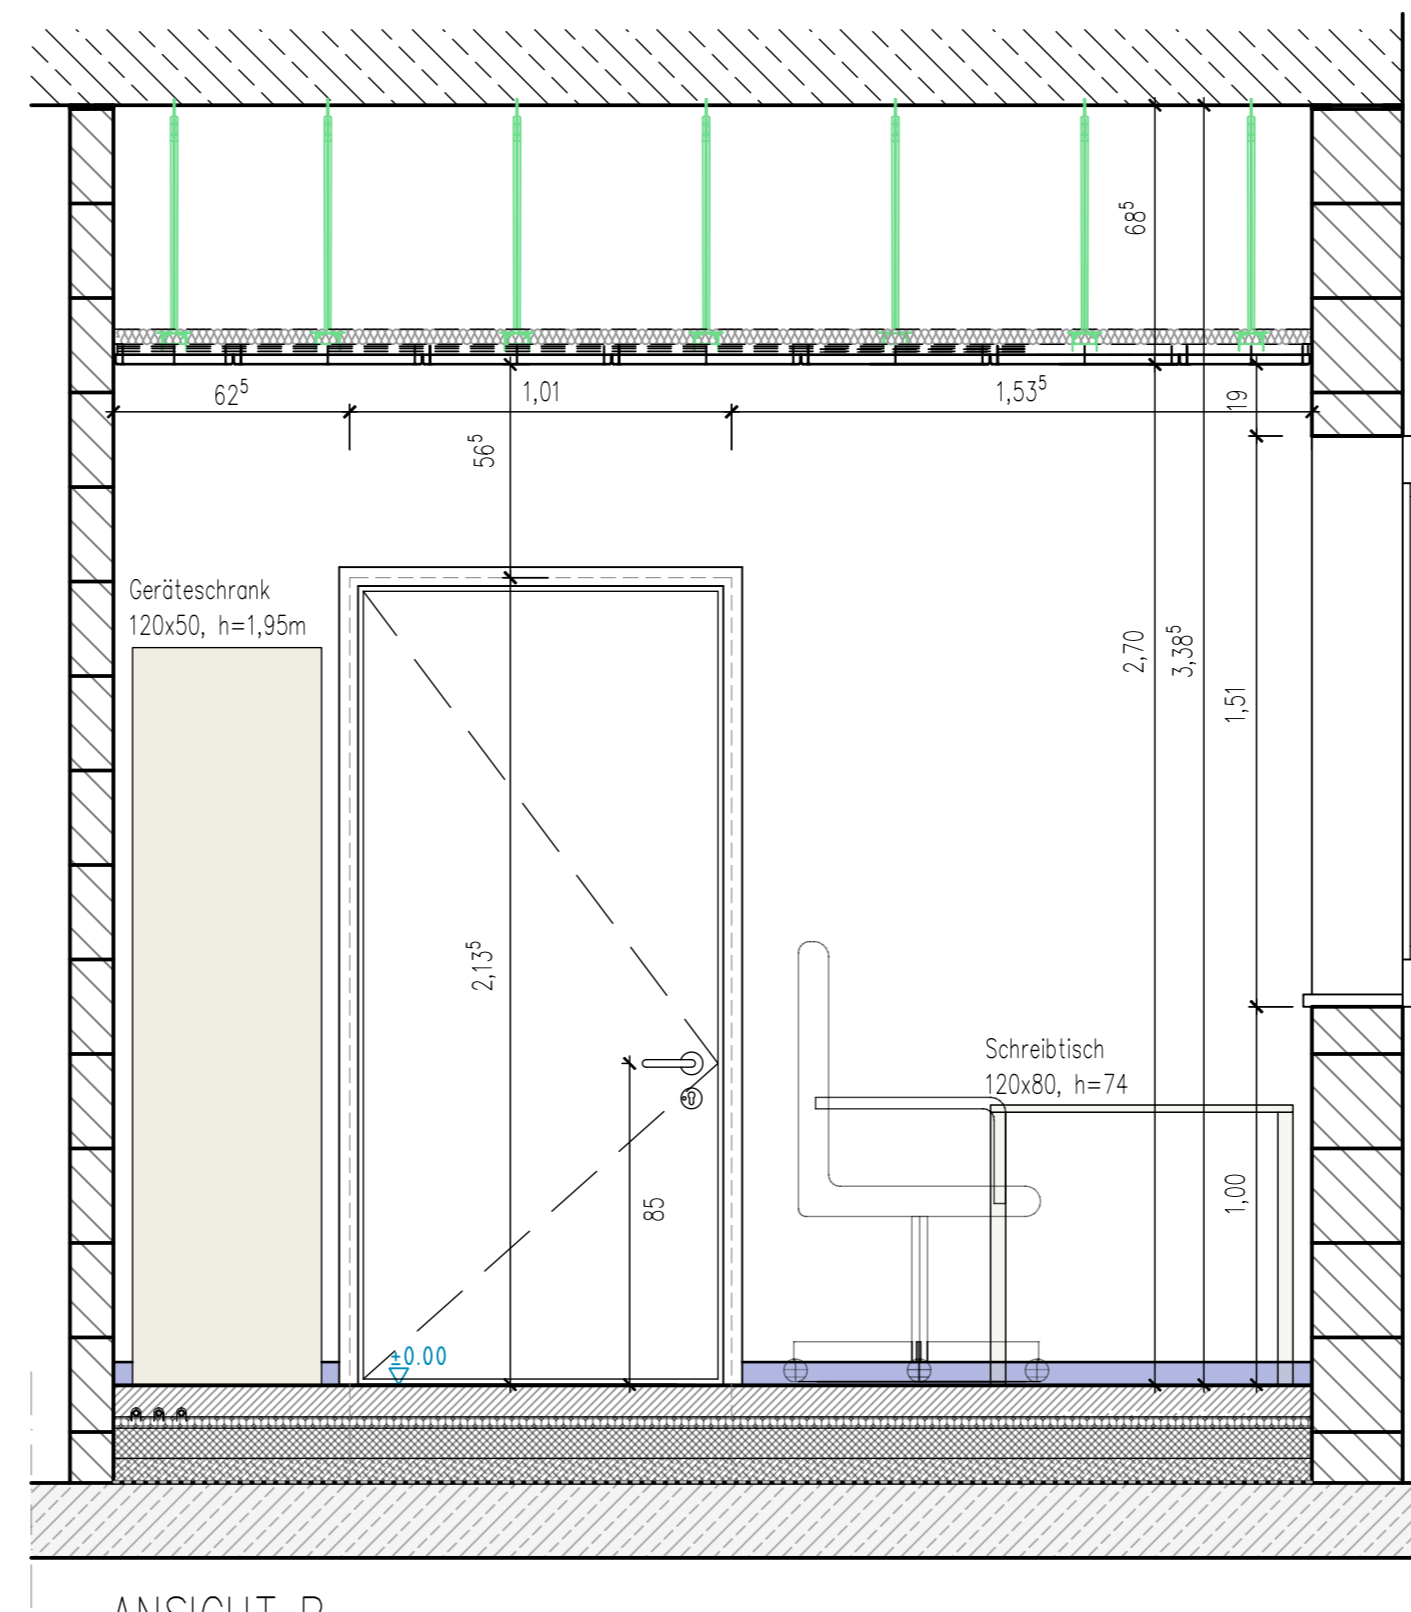 68⁵
62⁵
1,01
1,53⁵
19
56⁵
Geräteschrank
120x50, h=1,95m
2,70
3,38⁵
1,51
2,13⁵
Schreibtisch
120x80, h=74
85
1,00
±0.00
ANSICHT B